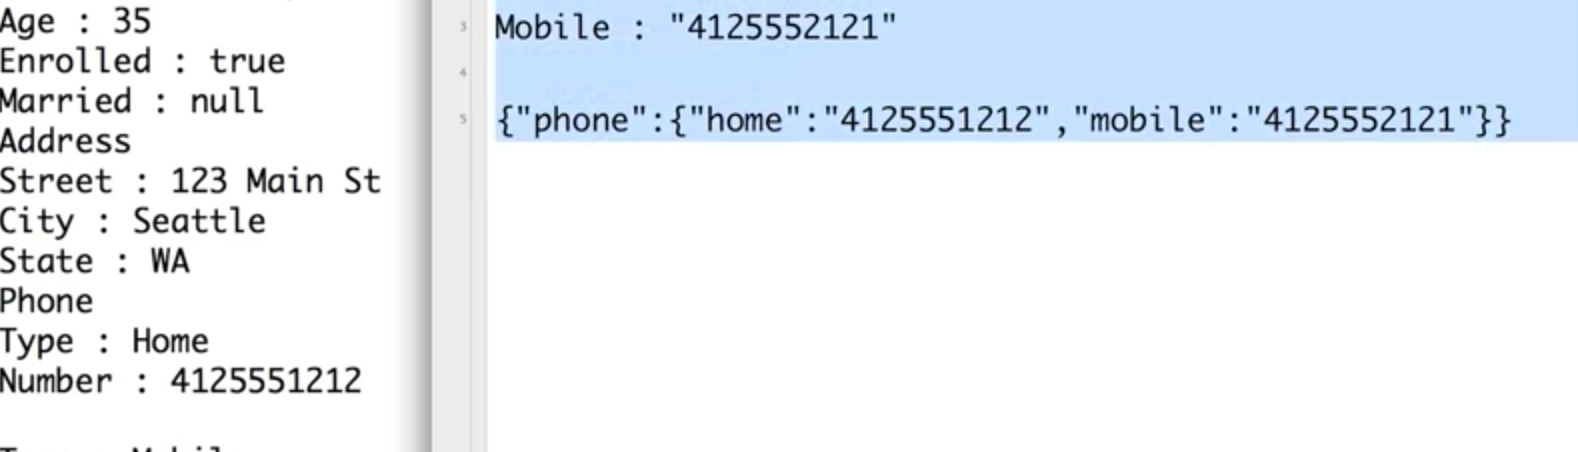 Age : 35
Enrolled : true
Married : null
Address
Street : 123 Main St
City : Seattle
State : WA
Phone
Type : Home
Number : 4125551212
3 Mobile : "4125552121"
4
5 {"phone":{"home":"4125551212","mobile":"4125552121"}}